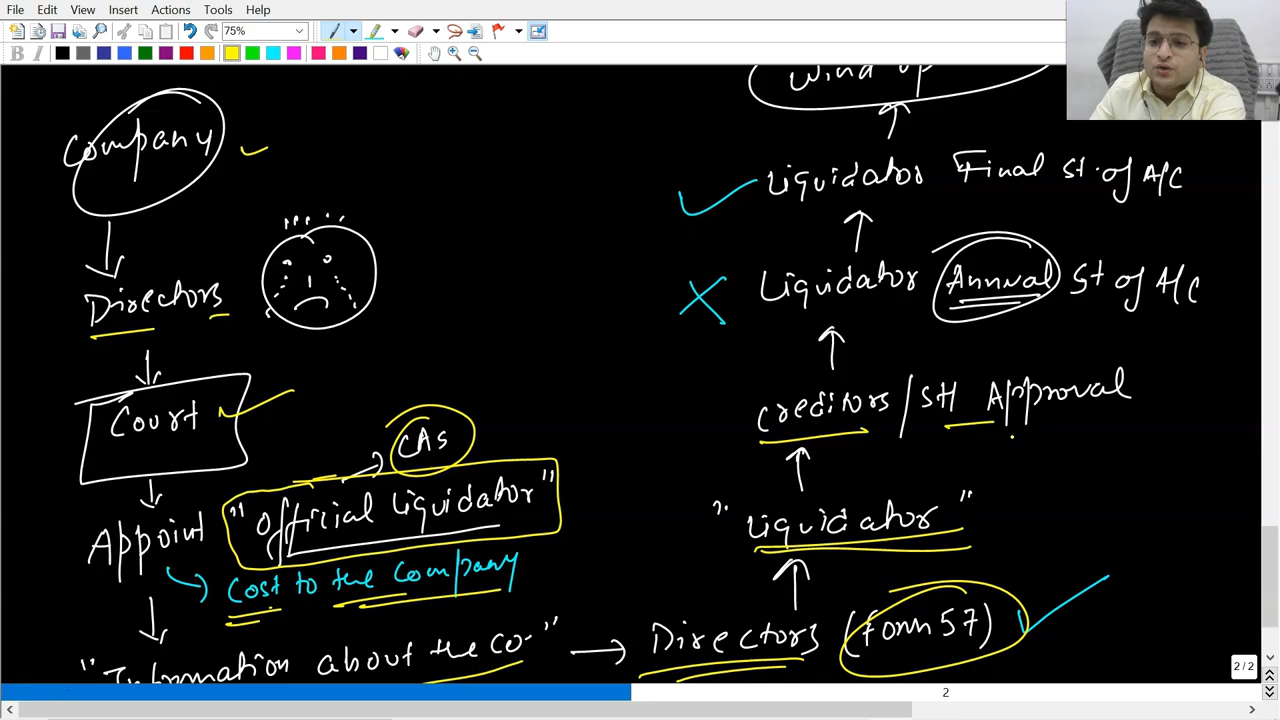 File Edit View Insert Actions Tools Help
75%
B I
Wind up
Company
Liquidator Final St. of A/C
Directors
Liquidator Annual St of A/C
Court
Creditors / SH Approval
CAs
Appoint "Official Liquidator"
"Liquidator"
Cost to the Company
"Information about the co-" → Directors (Form 57)
2/2
2